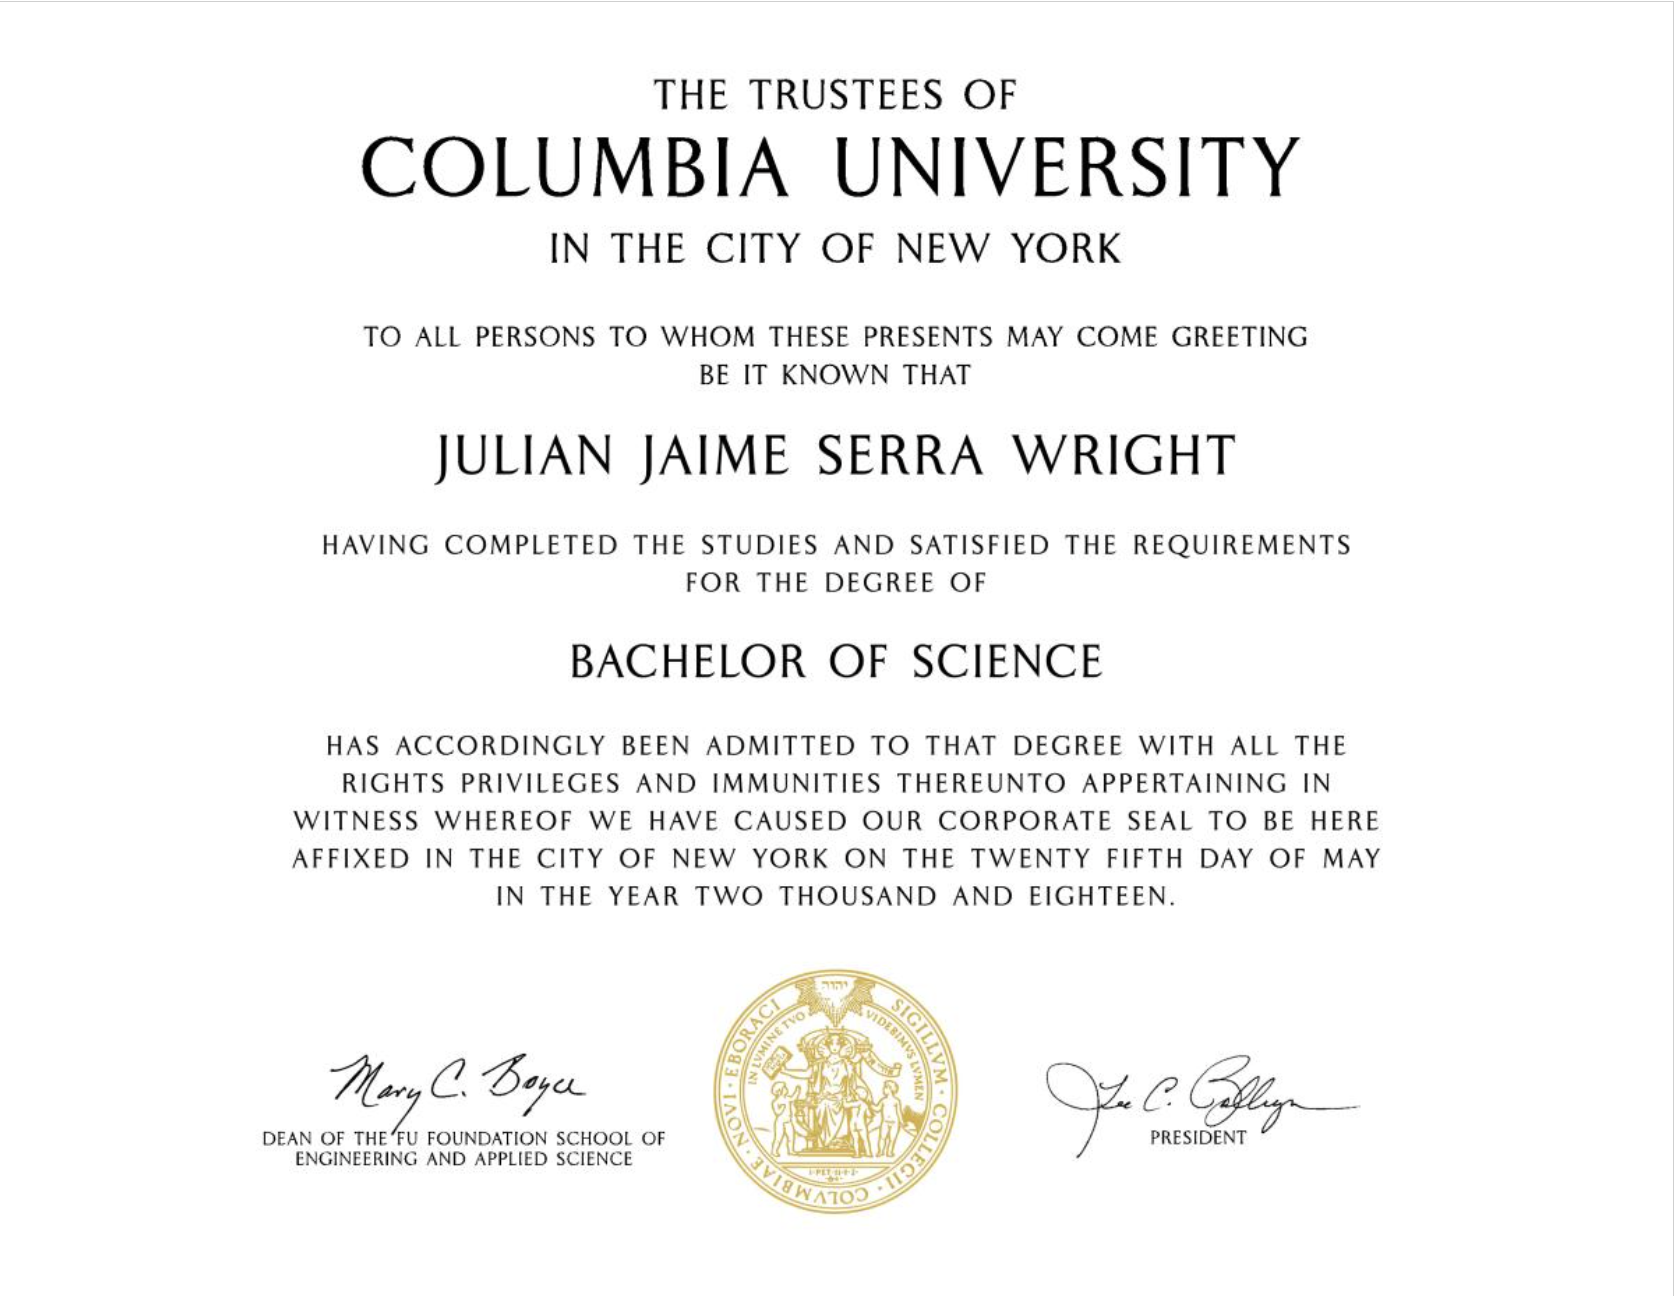 THE TRUSTEES OF
COLUMBIA UNIVERSITY
IN THE CITY OF NEW YORK
TO ALL PERSONS TO WHOM THESE PRESENTS MAY COME GREETING
BE IT KNOWN THAT
JULIAN JAIME SERRA WRIGHT
HAVING COMPLETED THE STUDIES AND SATISFIED THE REQUIREMENTS
FOR THE DEGREE OF
BACHELOR OF SCIENCE
HAS ACCORDINGLY BEEN ADMITTED TO THAT DEGREE WITH ALL THE
RIGHTS PRIVILEGES AND IMMUNITIES THEREUNTO APPERTAINING IN
WITNESS WHEREOF WE HAVE CAUSED OUR CORPORATE SEAL TO BE HERE
AFFIXED IN THE CITY OF NEW YORK ON THE TWENTY FIFTH DAY OF MAY
IN THE YEAR TWO THOUSAND AND EIGHTEEN.
Mary C. Boyce
DEAN OF THE FU FOUNDATION SCHOOL OF
ENGINEERING AND APPLIED SCIENCE
SIGILLVM · COLLEGII · COLVMBIAE · NOVI · EBORACI
יהוה
IN LVMINE TVO VIDEBIMVS LVMEN
Lee C. Bollinger
PRESIDENT